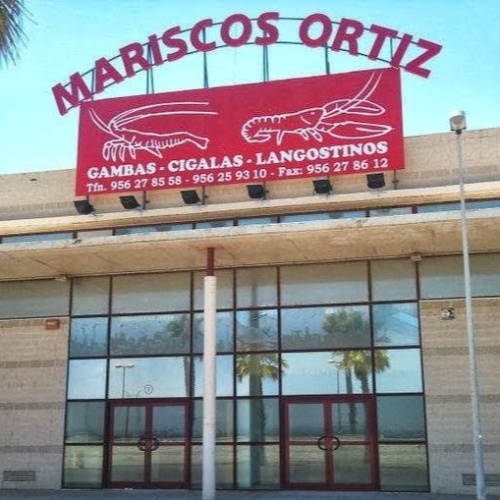 MARISCOS ORTIZ
GAMBAS - CIGALAS - LANGOSTINOS
Tfn. 956 27 85 58 - 956 25 93 10 - Fax: 956 27 86 12